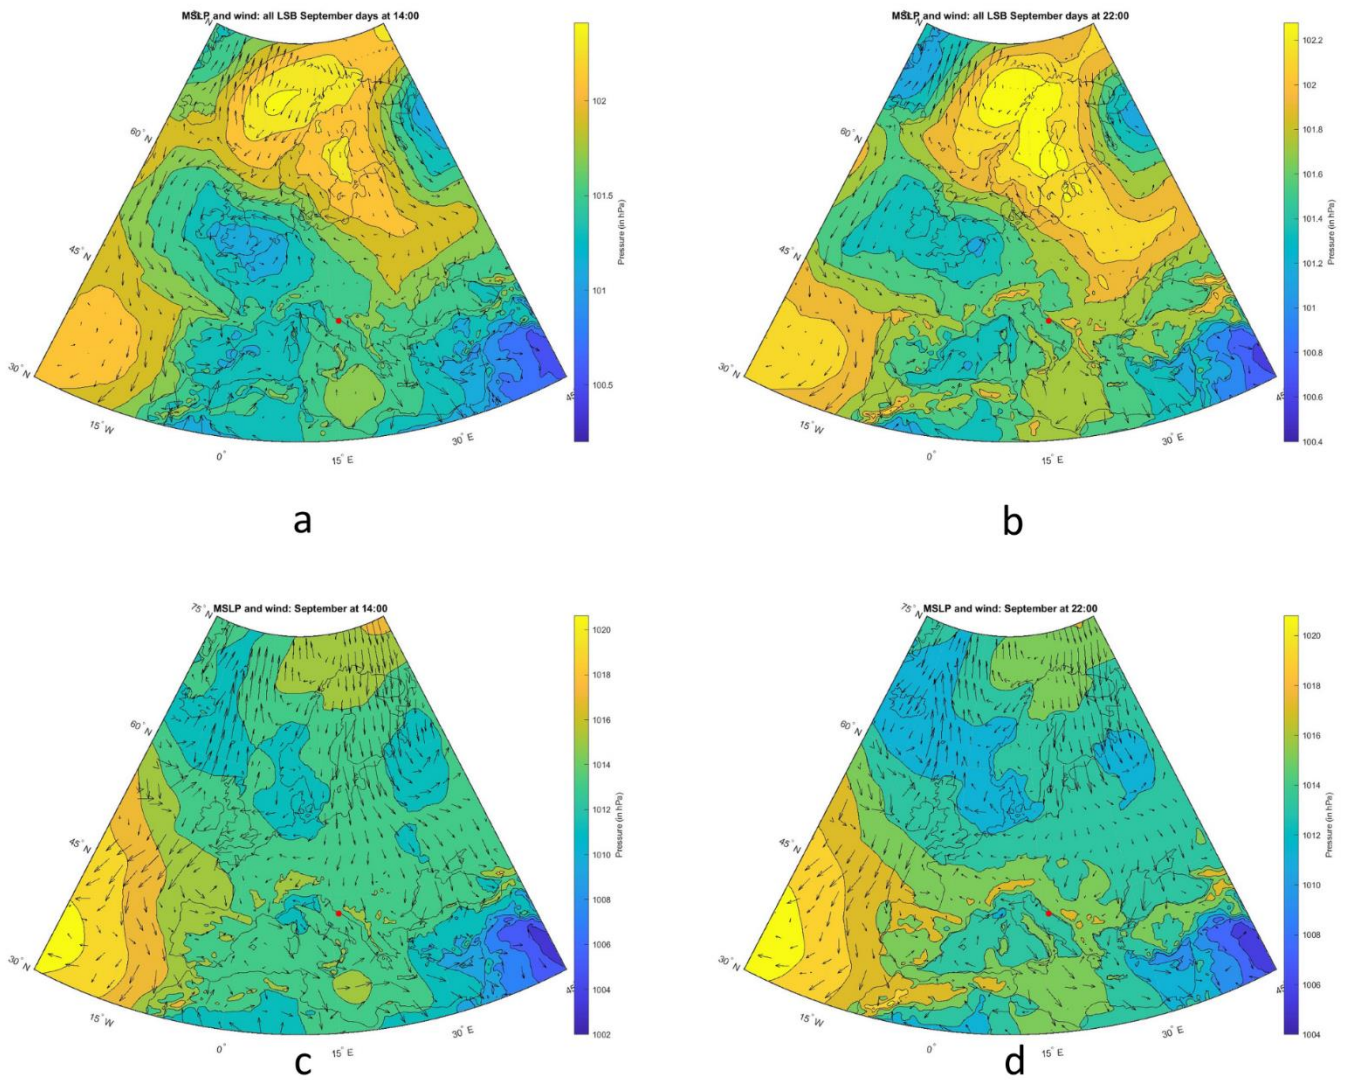 MSLP and wind: all LSB September days at 14:00
60° N
45° N
30° N
15° W
0°
15° E
30° E
45
102
101.5
101
100.5
Pressure (in hPa)
a
MSLP and wind: all LSB September days at 22:00
60° N
45° N
30° N
15° W
0°
15° E
30° E
45
102.2
102
101.8
101.6
101.4
101.2
101
100.8
100.6
100.4
Pressure (in hPa)
b
MSLP and wind: September at 14:00
75° N
60° N
45° N
30° N
15° W
0°
15° E
30° E
45
1020
1018
1016
1014
1012
1010
1008
1006
1004
1002
Pressure (in hPa)
c
MSLP and wind: September at 22:00
75° N
60° N
45° N
30° N
15° W
0°
15° E
30° E
45
1020
1018
1016
1014
1012
1010
1008
1006
1004
Pressure (in hPa)
d